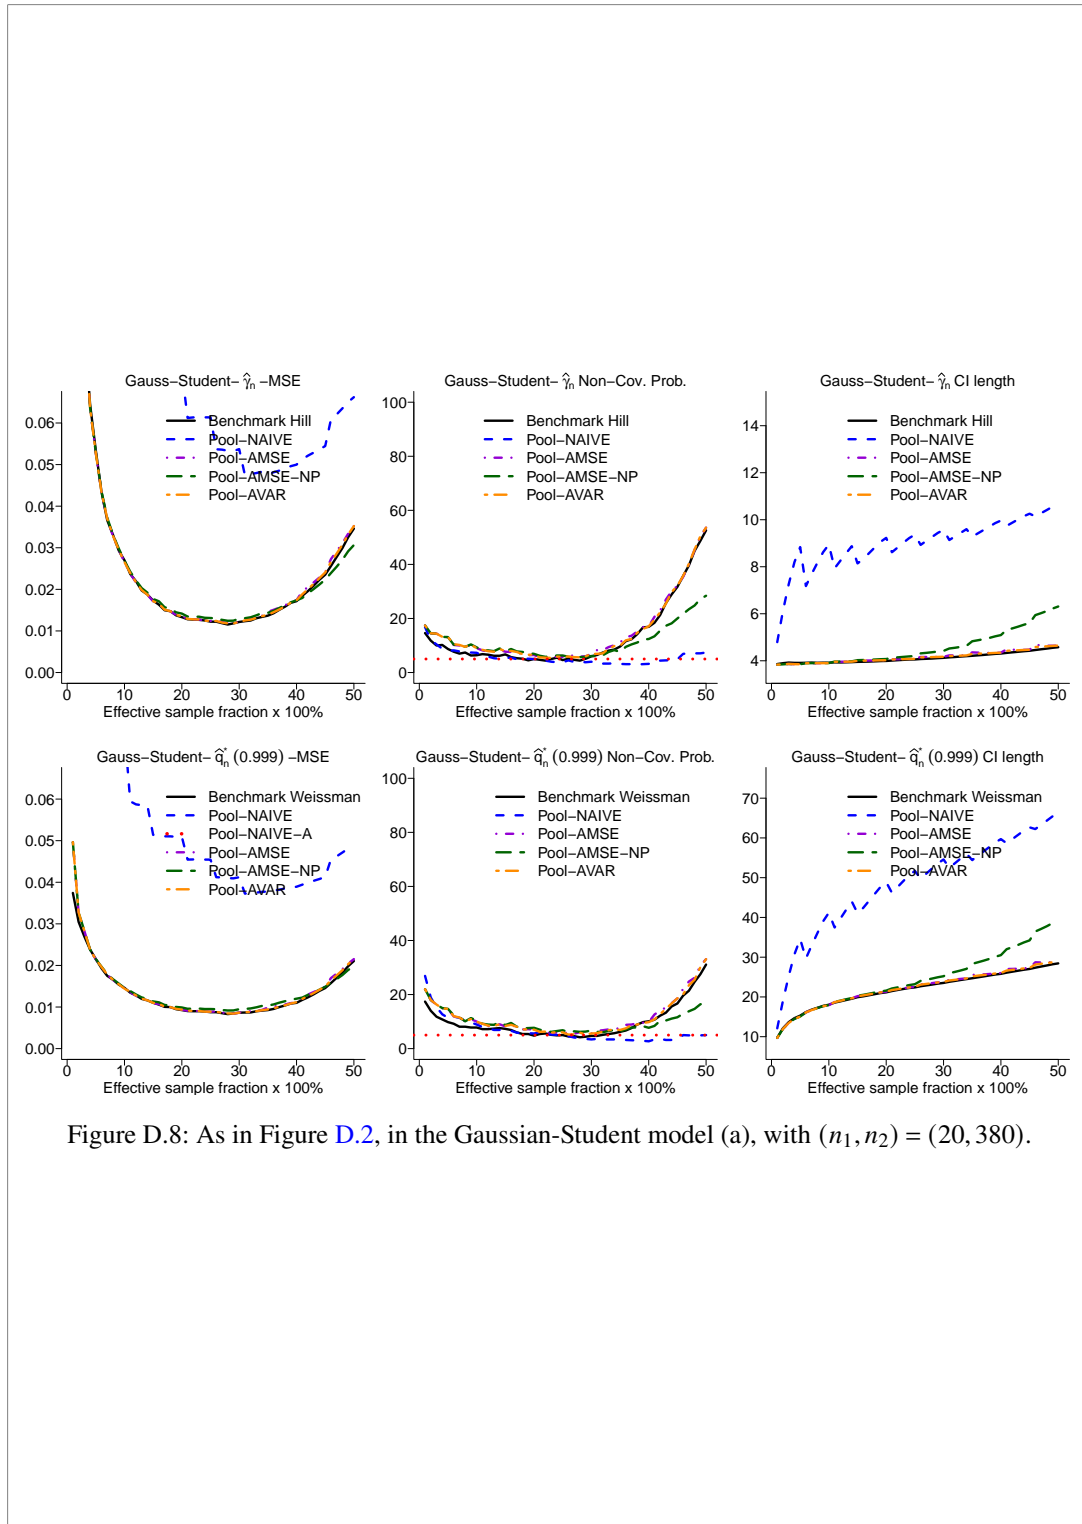 Gauss−Student− γ̂n −MSE
0.06
0.05
0.04
0.03
0.02
0.01
0.00
Benchmark Hill
Pool−NAIVE
Pool−AMSE
Pool−AMSE−NP
Pool−AVAR
0 10 20 30 40 50
Effective sample fraction x 100%
Gauss−Student− γ̂n Non−Cov. Prob.
100
80
60
40
20
0
Benchmark Hill
Pool−NAIVE
Pool−AMSE
Pool−AMSE−NP
Pool−AVAR
0 10 20 30 40 50
Effective sample fraction x 100%
Gauss−Student− γ̂n CI length
14
12
10
8
6
4
Benchmark Hill
Pool−NAIVE
Pool−AMSE
Pool−AMSE−NP
Pool−AVAR
0 10 20 30 40 50
Effective sample fraction x 100%
Gauss−Student− q̂n* (0.999) −MSE
0.06
0.05
0.04
0.03
0.02
0.01
0.00
Benchmark Weissman
Pool−NAIVE
Pool−NAIVE−A
Pool−AMSE
Pool−AMSE−NP
Pool−AVAR
0 10 20 30 40 50
Effective sample fraction x 100%
Gauss−Student− q̂n* (0.999) Non−Cov. Prob.
100
80
60
40
20
0
Benchmark Weissman
Pool−NAIVE
Pool−AMSE
Pool−AMSE−NP
Pool−AVAR
0 10 20 30 40 50
Effective sample fraction x 100%
Gauss−Student− q̂n* (0.999) CI length
70
60
50
40
30
20
10
Benchmark Weissman
Pool−NAIVE
Pool−AMSE
Pool−AMSE−NP
Pool−AVAR
0 10 20 30 40 50
Effective sample fraction x 100%
Figure D.8: As in Figure D.2, in the Gaussian-Student model (a), with (n1, n2) = (20, 380).